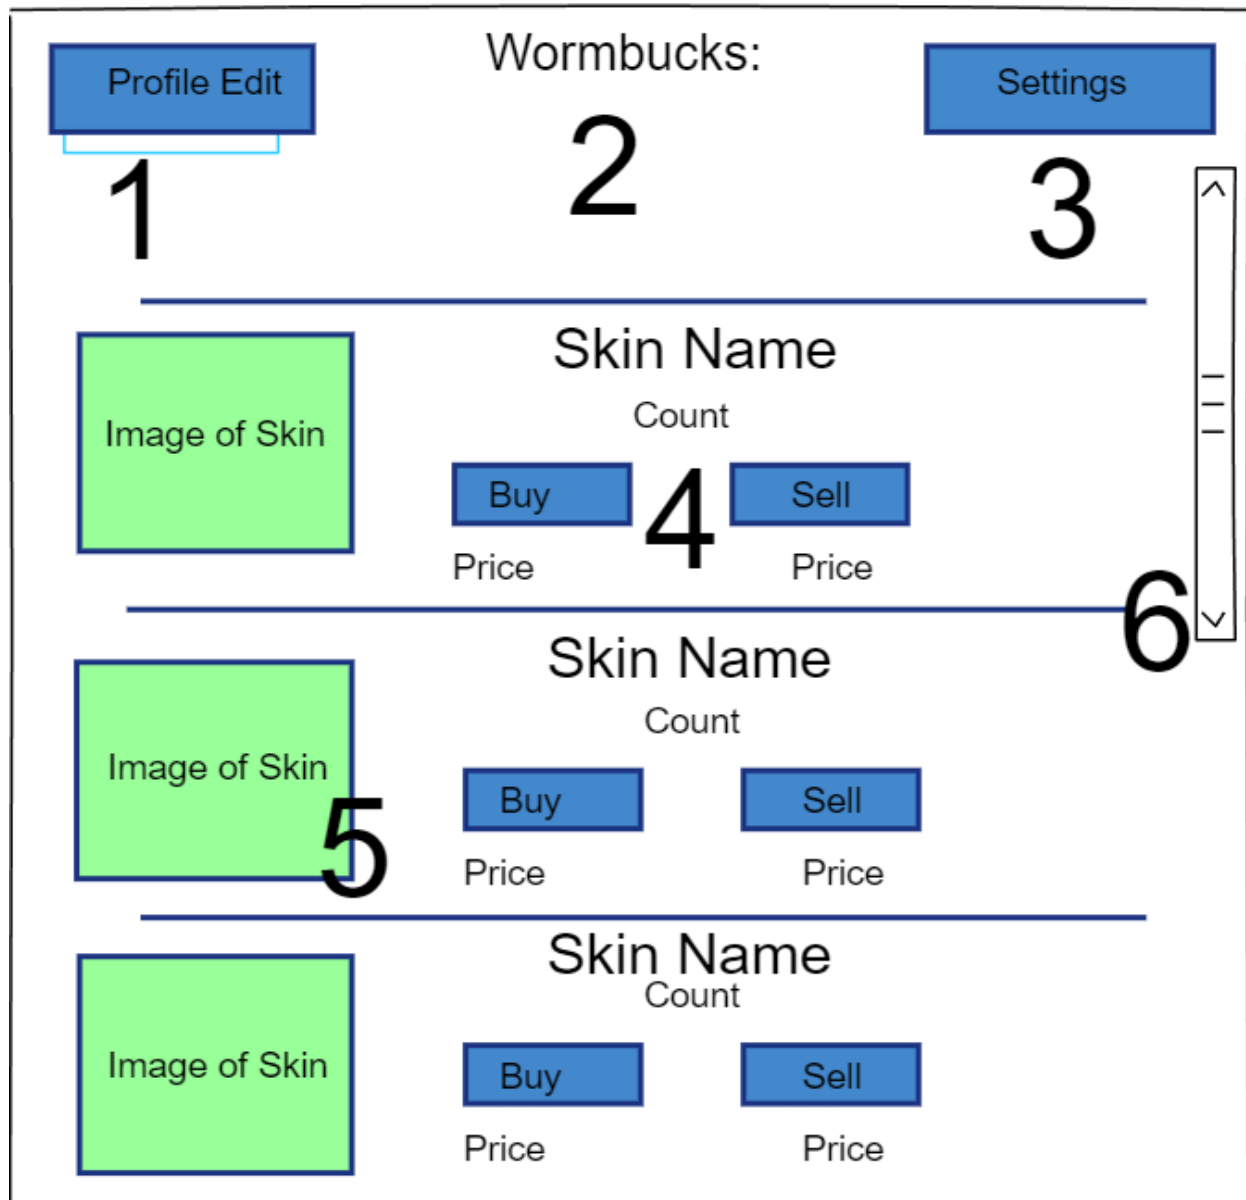 Profile Edit
Wormbucks:
Settings
1
2
3
Skin Name
Image of Skin
Count
Buy
4
Sell
Price
Price
6
Skin Name
Count
Image of Skin
5
Buy
Sell
Price
Price
Skin Name
Count
Image of Skin
Buy
Sell
Price
Price